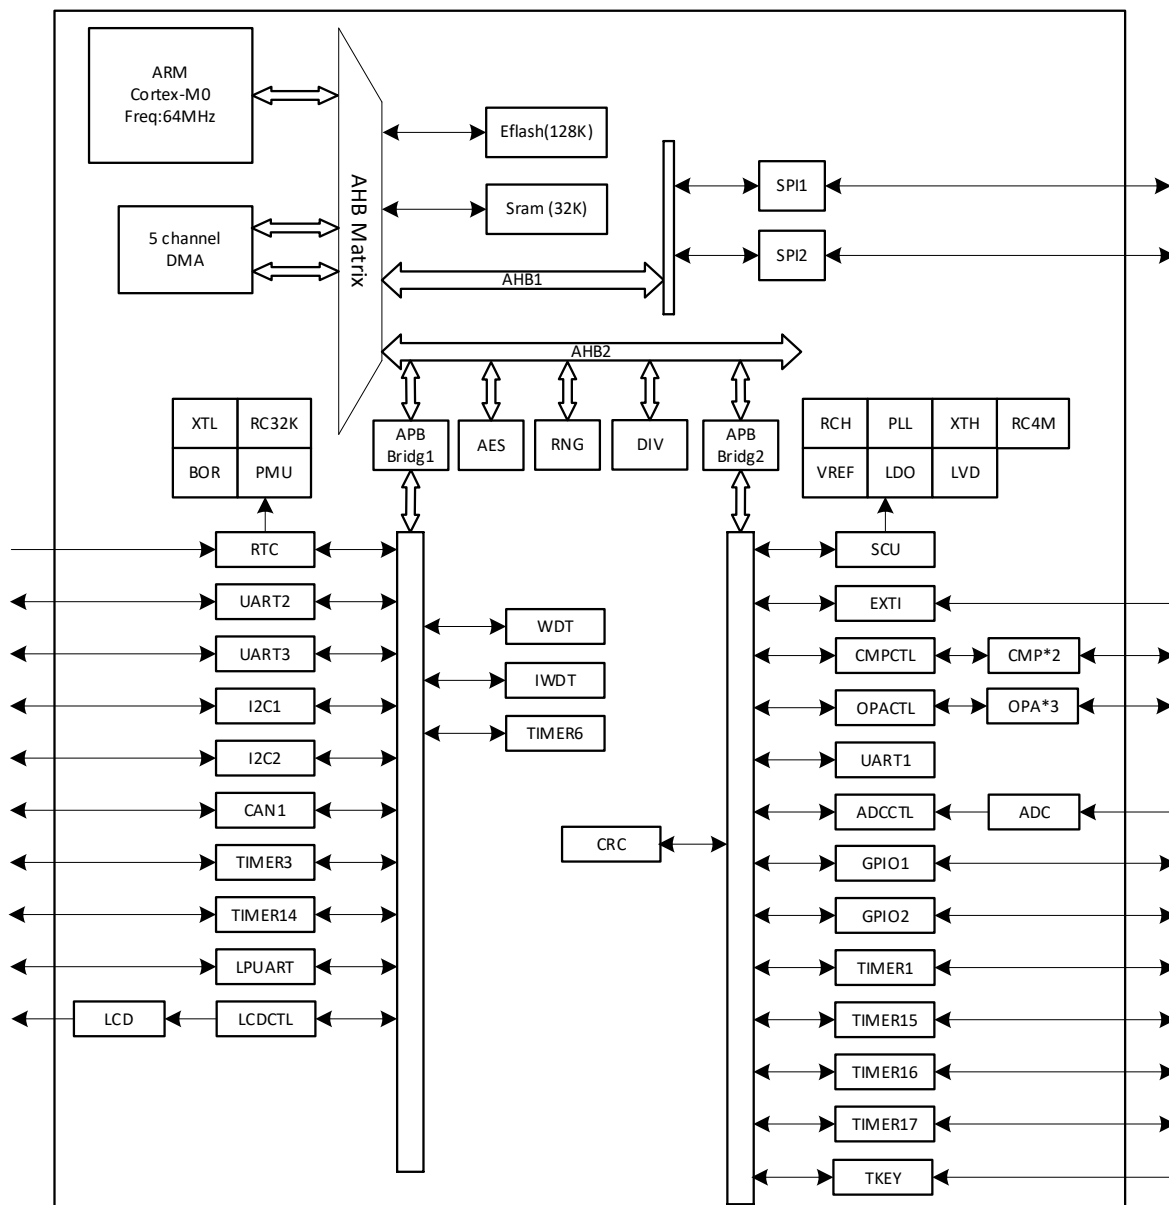 ARM
Cortex-M0
Freq:64MHz
5 channel
DMA
AHB Matrix
Eflash(128K)
Sram (32K)
SPI1
SPI2
AHB1
AHB2
APB
Bridg1
AES
RNG
DIV
APB
Bridg2
XTL
RC32K
BOR
PMU
RCH
PLL
XTH
RC4M
VREF
LDO
LVD
RTC
UART2
UART3
I2C1
I2C2
CAN1
TIMER3
TIMER14
LPUART
LCD
LCDCTL
WDT
IWDT
TIMER6
CRC
SCU
EXTI
CMPCTL
CMP*2
OPACTL
OPA*3
UART1
ADCCTL
ADC
GPIO1
GPIO2
TIMER1
TIMER15
TIMER16
TIMER17
TKEY